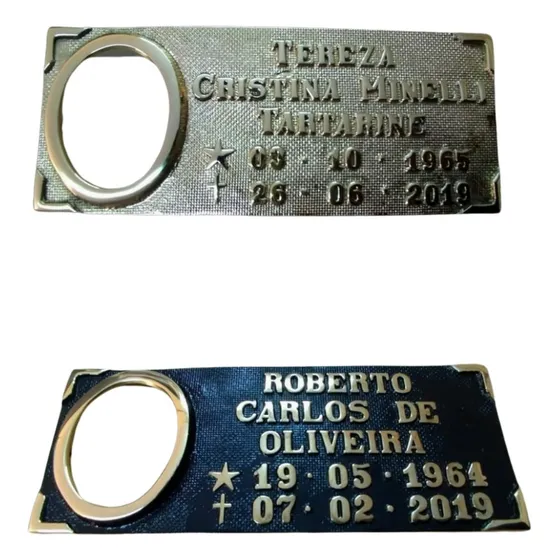 TEREZA
CRISTINA MINELLI
TARTARINE
★ 03 · 10 · 1965
† 26 · 06 · 2019
ROBERTO
CARLOS DE
OLIVEIRA
★ 19 · 05 · 1964
† 07 · 02 · 2019